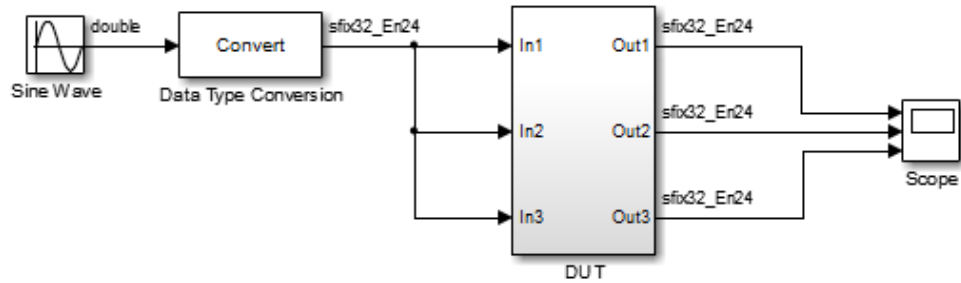 double
Sine Wave
Convert
Data Type Conversion
sfix32_En24
In1
In2
In3
Out1
Out2
Out3
DUT
sfix32_En24
sfix32_En24
sfix32_En24
Scope